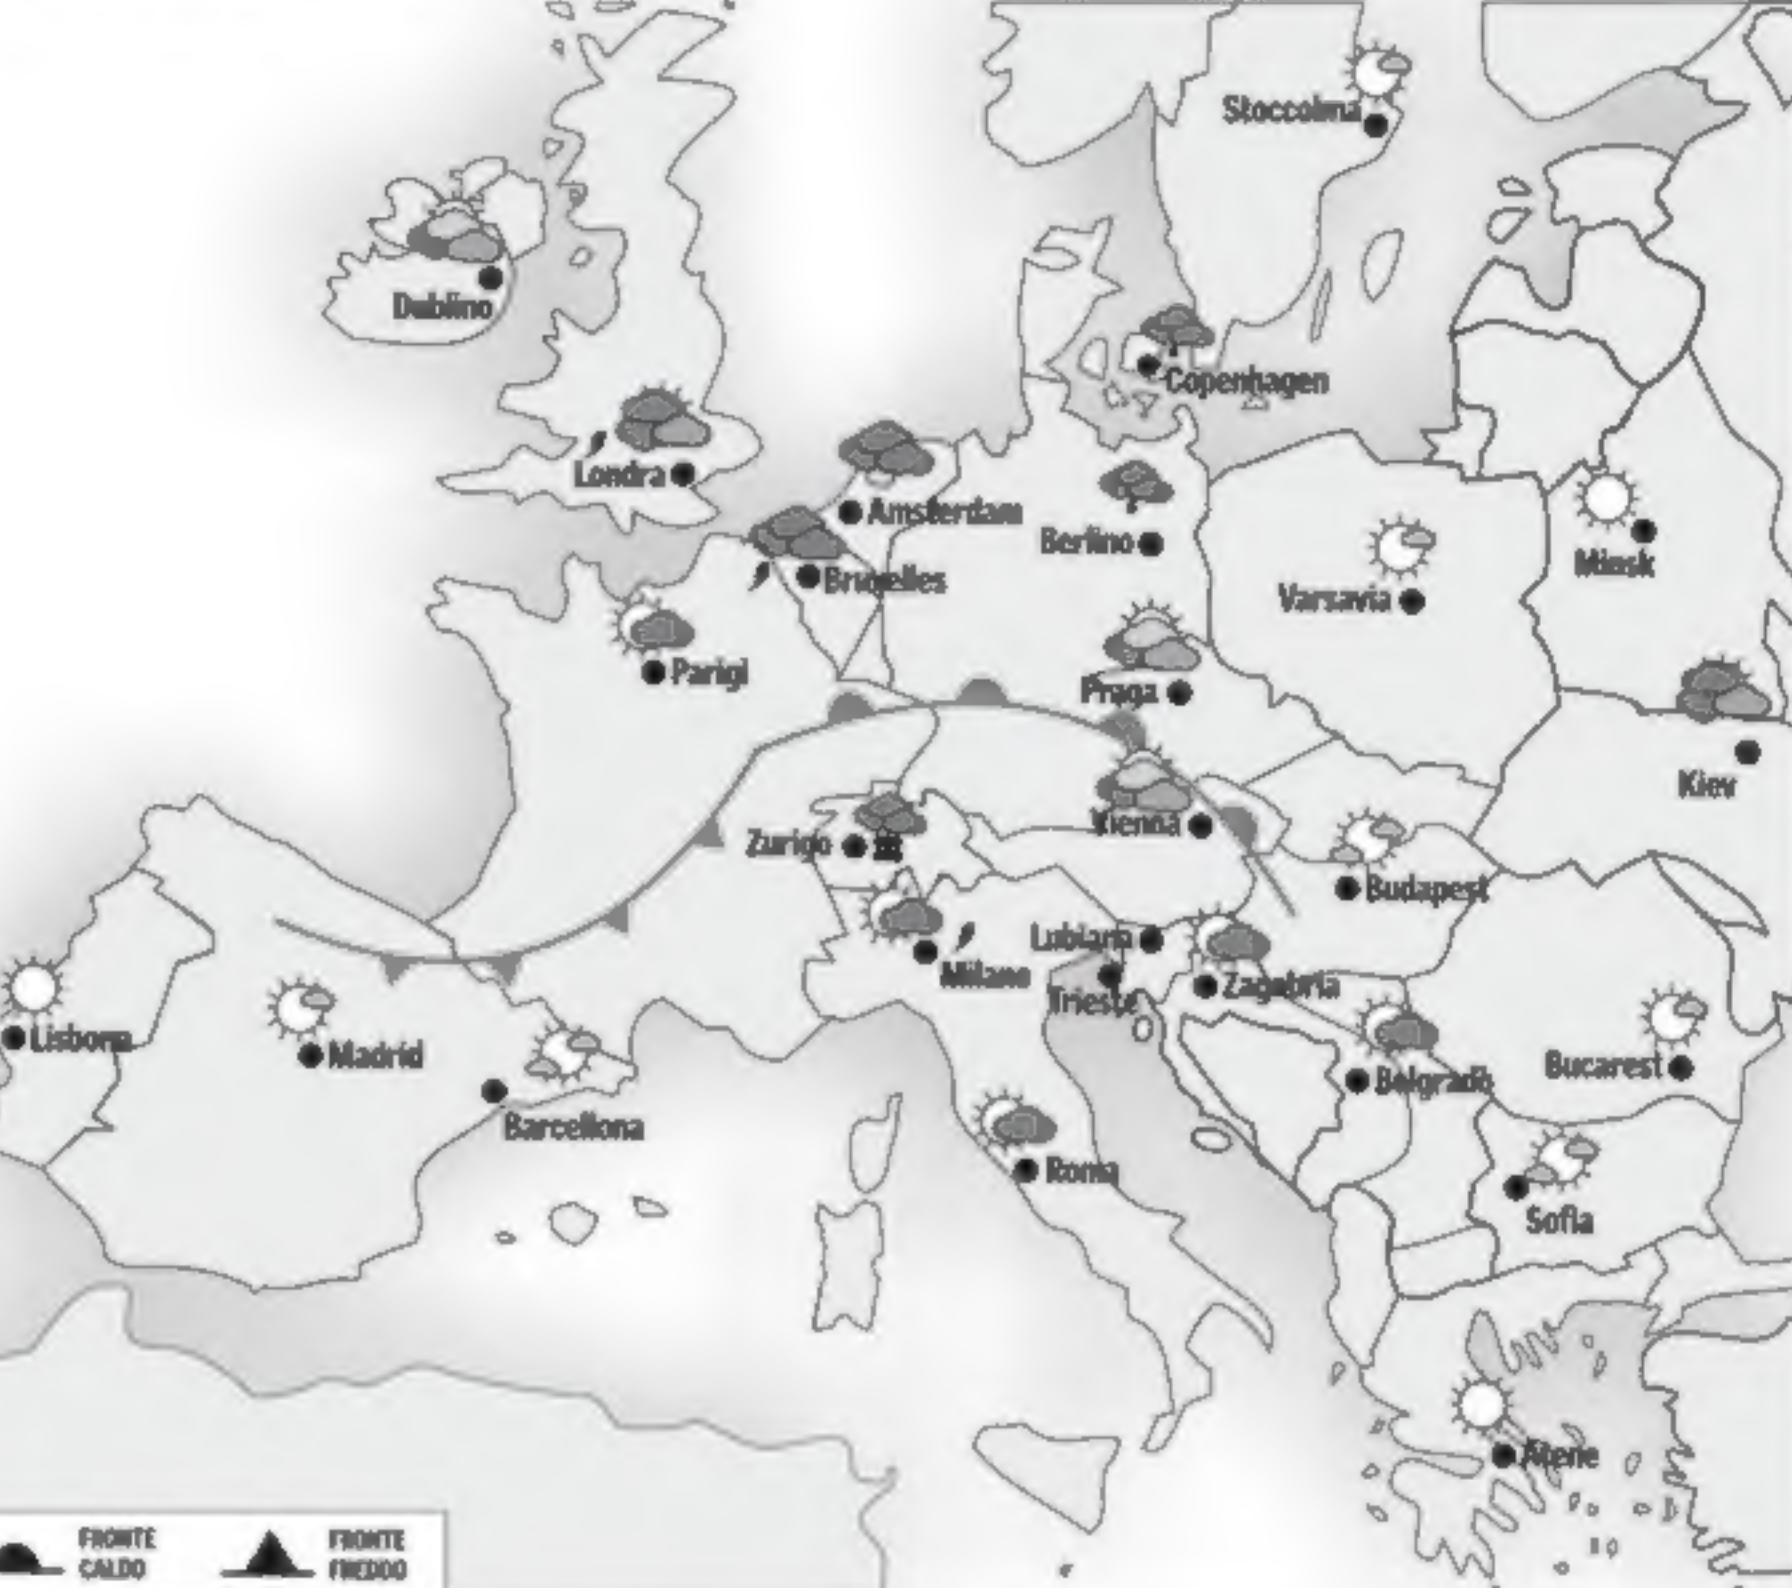 Stoccolma
Dublino
Copenhagen
Londra
Amsterdam
Berlino
Bruxelles
Minsk
Varsavia
Parigi
Praga
Kiev
Vienna
Zurigo
Budapest
Lubiana
Milano
Zagabria
Trieste
Lisbona
Madrid
Bucarest
Belgrado
Barcellona
Roma
Sofia
Atene
FRONTE
CALDO
FRONTE
FREDDO